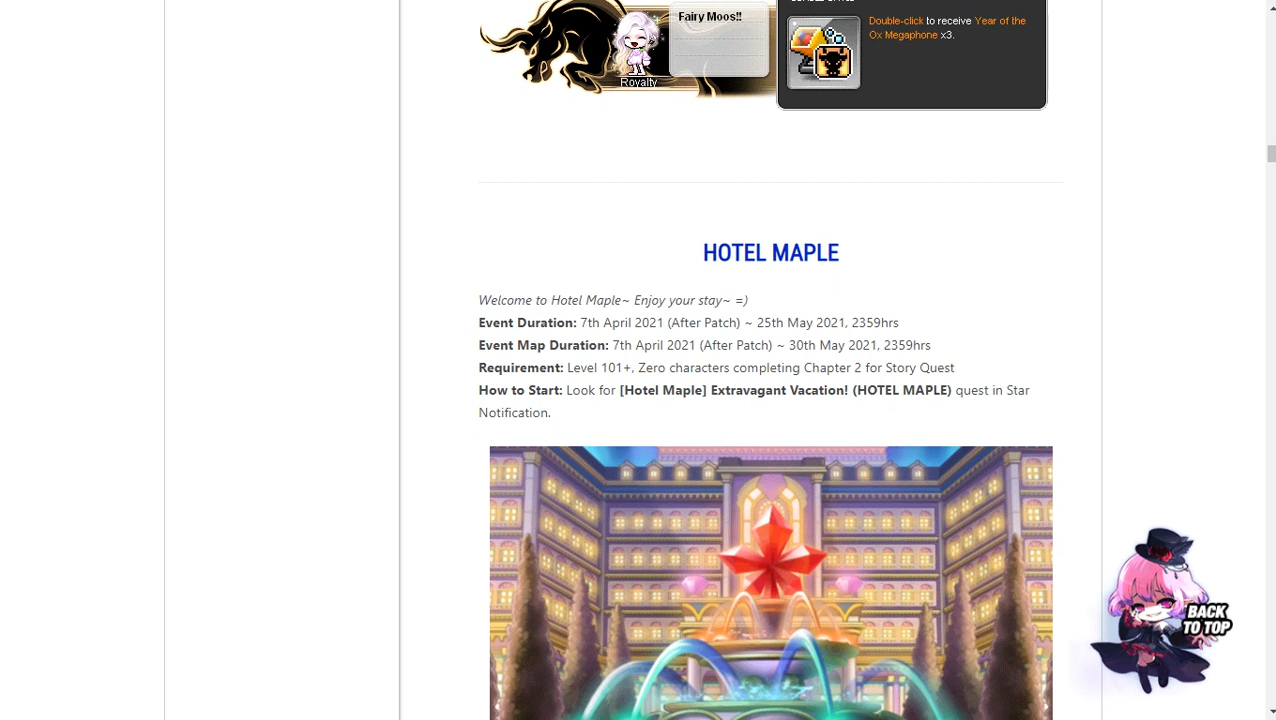 Fairy Moos!!
Royalty
Double-click to receive Year of the
Ox Megaphone x3.
HOTEL MAPLE
Welcome to Hotel Maple~ Enjoy your stay~ =)
Event Duration: 7th April 2021 (After Patch) ~ 25th May 2021, 2359hrs
Event Map Duration: 7th April 2021 (After Patch) ~ 30th May 2021, 2359hrs
Requirement: Level 101+, Zero characters completing Chapter 2 for Story Quest
How to Start: Look for [Hotel Maple] Extravagant Vacation! (HOTEL MAPLE) quest in Star
Notification.
BACK
TO TOP